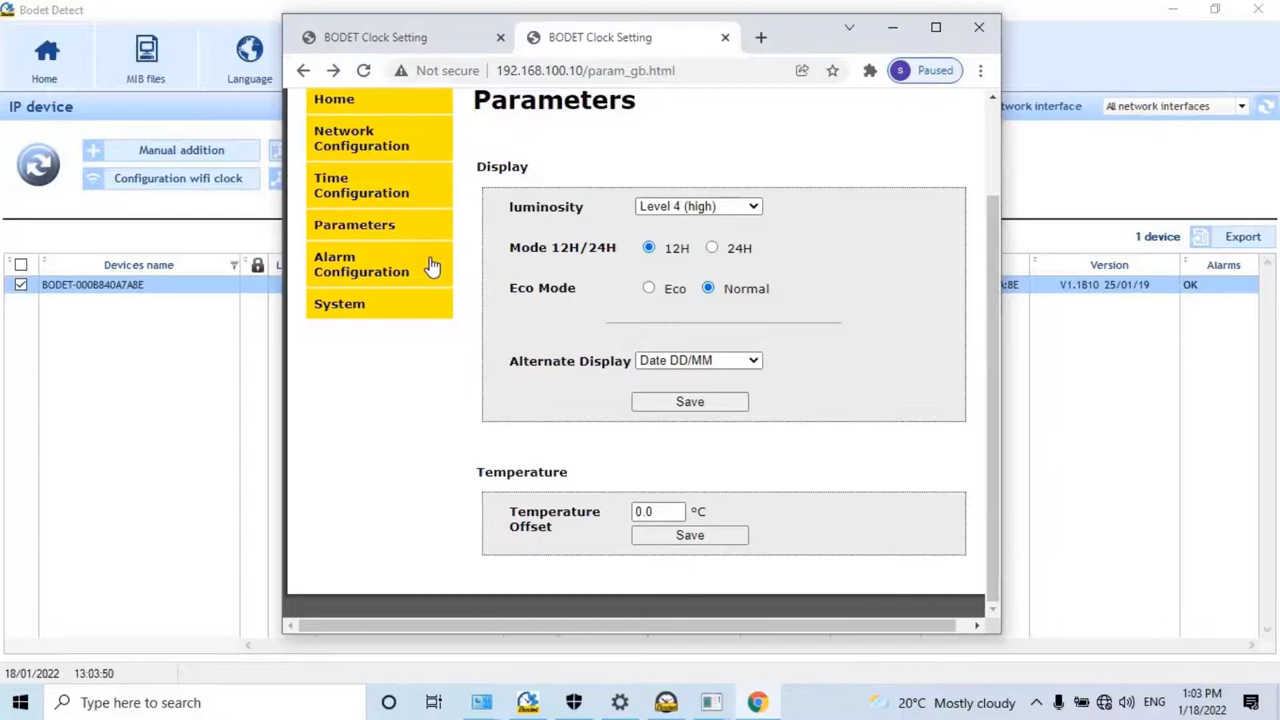 Bodet Detect
Home
MIB files
Language
IP device
Manual addition
Configuration wifi clock
twork interface
All network interfaces
1 device
Export
Devices name
L
Version
Alarms
BODET-000B840A7A8E
A:8E
V1.1B10 25/01/19
OK
18/01/2022
13:03:50
BODET Clock Setting
BODET Clock Setting
Not secure
192.168.100.10/param_gb.html
s
Paused
Home
Network
Configuration
Time
Configuration
Parameters
Alarm
Configuration
System
Parameters
Display
luminosity
Level 4 (high)
Mode 12H/24H
12H
24H
Eco Mode
Eco
Normal
Alternate Display
Date DD/MM
Save
Temperature
Temperature
Offset
0.0
°C
Save
Type here to search
Bodet
20°C Mostly cloudy
ENG
1:03 PM
1/18/2022